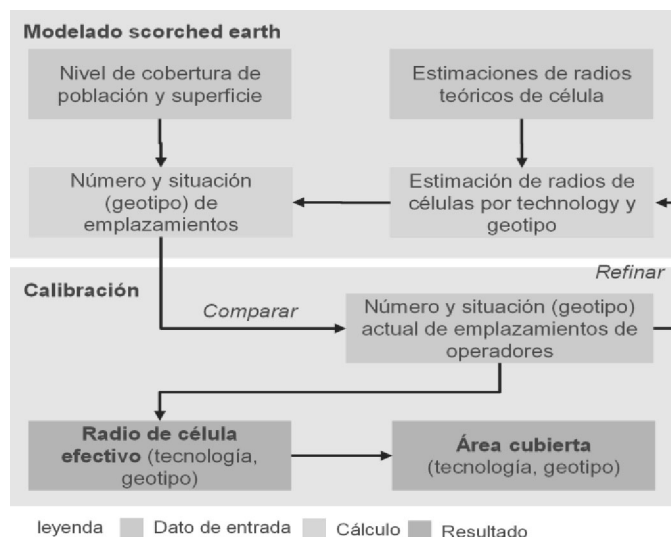 Modelado scorched earth
Nivel de cobertura de
población y superficie
Estimaciones de radios
teóricos de célula
Número y situación
(geotipo) de
emplazamientos
Estimación de radios de
células por technology y
geotipo
Refinar
Calibración
Comparar
Número y situación (geotipo)
actual de emplazamientos de
operadores
Radio de célula
efectivo (tecnología,
geotipo)
Área cubierta
(tecnología, geotipo)
leyenda Dato de entrada Cálculo Resultado